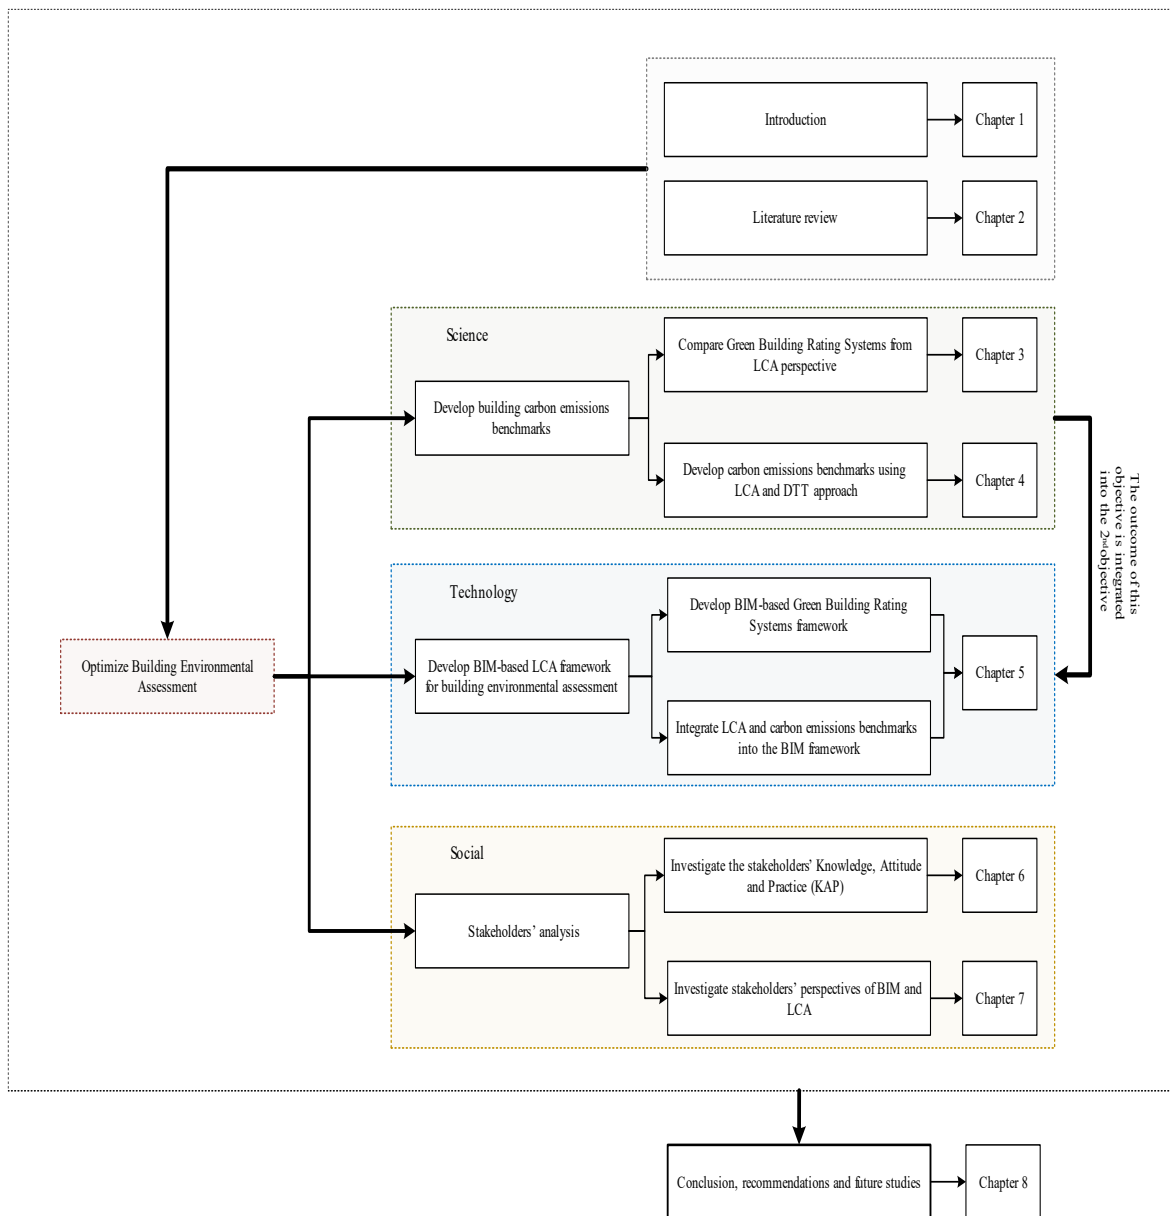 Introduction
Chapter 1
Literature review
Chapter 2
Science
Develop building carbon emissions
benchmarks
Compare Green Building Rating Systems from
LCA perspective
Chapter 3
Develop carbon emissions benchmarks using
LCA and DTT approach
Chapter 4
The outcome of this
objective is integrated
into the 2nd objective
Technology
Optimize Building Environmental
Assessment
Develop BIM-based LCA framework
for building environmental assessment
Develop BIM-based Green Building Rating
Systems framework
Integrate LCA and carbon emissions benchmarks
into the BIM framework
Chapter 5
Social
Stakeholders’ analysis
Investigate the stakeholders’ Knowledge, Attitude
and Practice (KAP)
Chapter 6
Investigate stakeholders’ perspectives of BIM and
LCA
Chapter 7
Conclusion, recommendations and future studies
Chapter 8